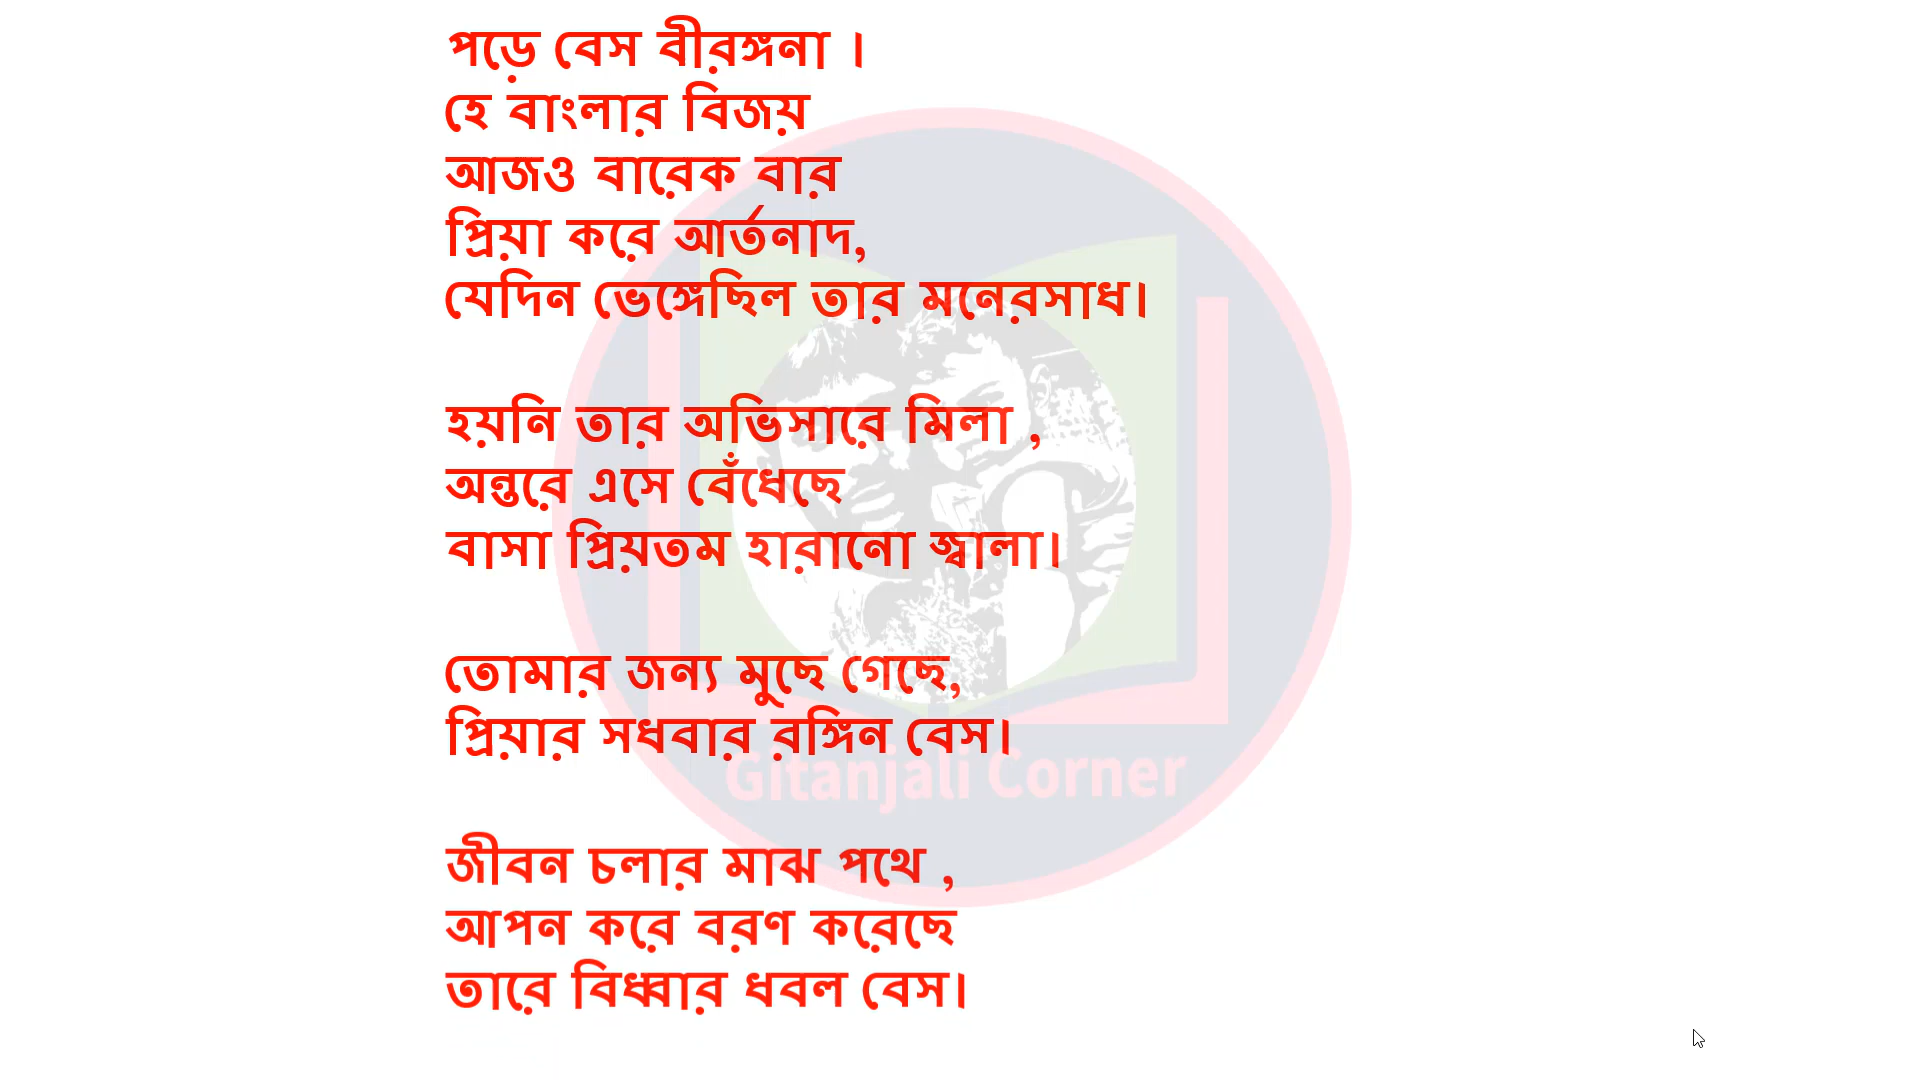 পড়ে বেস বীরঙ্গনা ।
হে বাংলার বিজয়
আজও বারেক বার
প্রিয়া করে আর্তনাদ,
যেদিন ভেঙ্গেছিল তার মনেরসাধ।
হয়নি তার অভিসারে মিলা ,
অন্তরে এসে বেঁধেছে
বাসা প্রিয়তম হারানো জ্বালা।
তোমার জন্য মুছে গেছে,
প্রিয়ার সধবার রঙ্গিন বেস।
Gitanjali Corner
জীবন চলার মাঝ পথে ,
আপন করে বরণ করেছে
তারে বিধ্বার ধবল বেস।